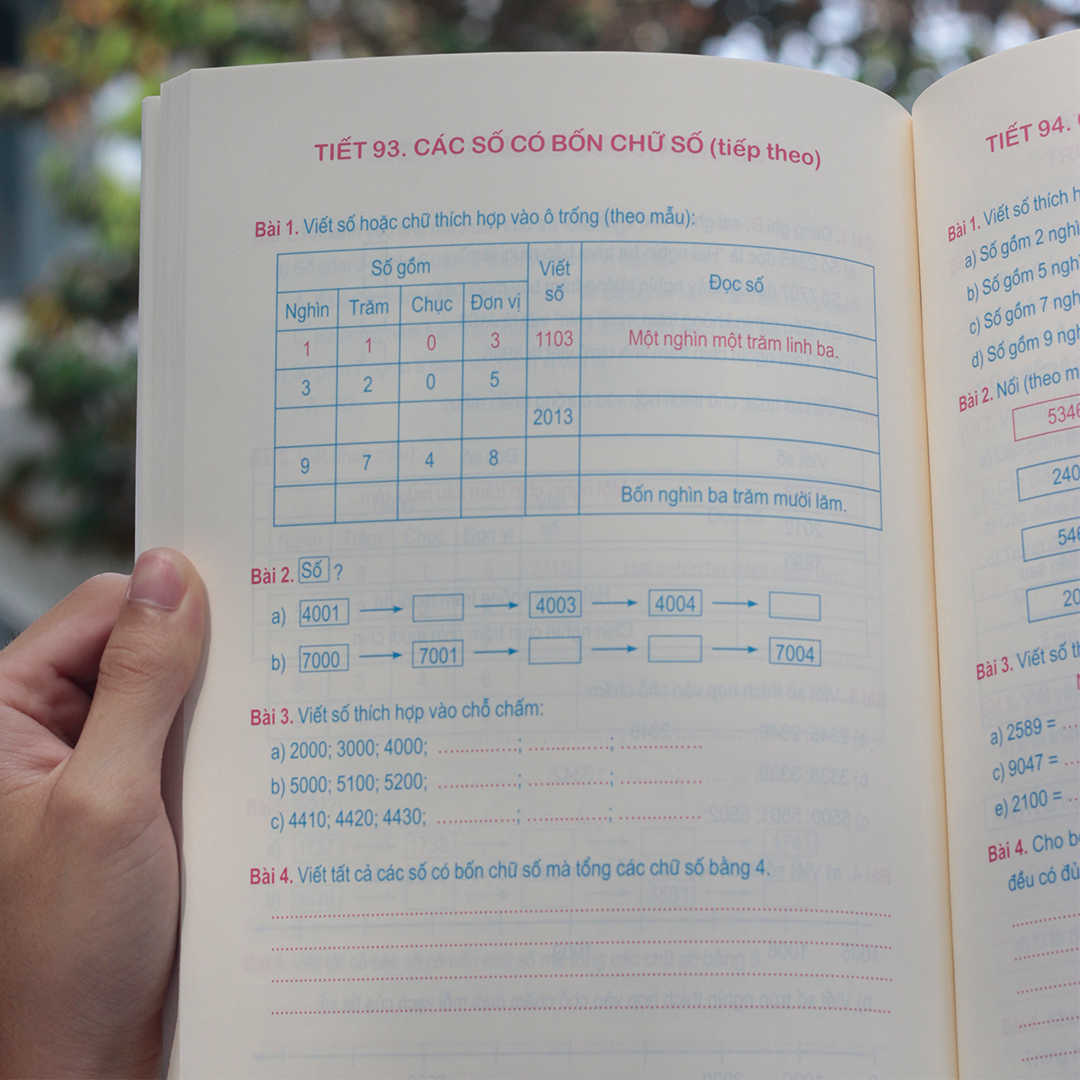 TIẾT 93. CÁC SỐ CÓ BỐN CHỮ SỐ (tiếp theo)
Bài 1. Viết số hoặc chữ thích hợp vào ô trống (theo mẫu):
Số gồm Viết số Đọc số
Nghìn Trăm Chục Đơn vị
1 1 0 3 1103 Một nghìn một trăm linh ba.
3 2 0 5
2013
9 7 4 8
Bốn nghìn ba trăm mười lăm.
Bài 2. Số ?
a) 4001 → → 4003 → 4004 →
b) 7000 → 7001 → → → 7004
Bài 3. Viết số thích hợp vào chỗ chấm:
a) 2000; 3000; 4000; ...............; ...............; ...............
b) 5000; 5100; 5200; ...............; ...............; ...............
c) 4410; 4420; 4430; ...............; ...............; ...............
Bài 4. Viết tất cả các số có bốn chữ số mà tổng các chữ số bằng 4.
TIẾT 94.
Bài 1. Viết số thích
a) Số gồm 2 nghì
b) Số gồm 5 nghì
c) Số gồm 7 ngh
d) Số gồm 9 ngh
Bài 2. Nối (theo m
534
240
546
20
Bài 3. Viết số th
a) 2589 = ...
c) 9047 = ...
e) 2100 = ...
Bài 4. Cho b
đều có đủ